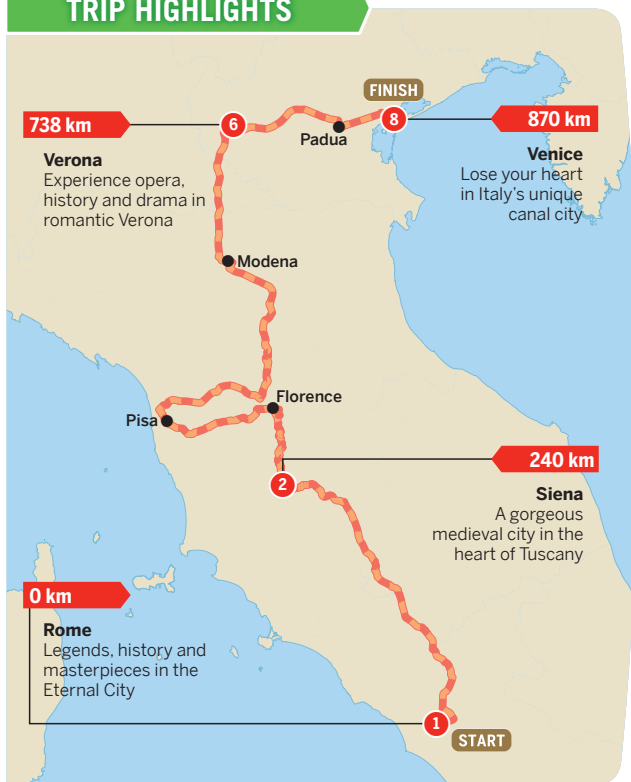 TRIP HIGHLIGHTS
FINISH
738 km
6
Padua
8
870 km
Verona
Experience opera,
history and drama in
romantic Verona
Venice
Lose your heart
in Italy's unique
canal city
Modena
Florence
Pisa
240 km
2
Siena
A gorgeous
medieval city in the
heart of Tuscany
0 km
Rome
Legends, history and
masterpieces in the
Eternal City
1
START